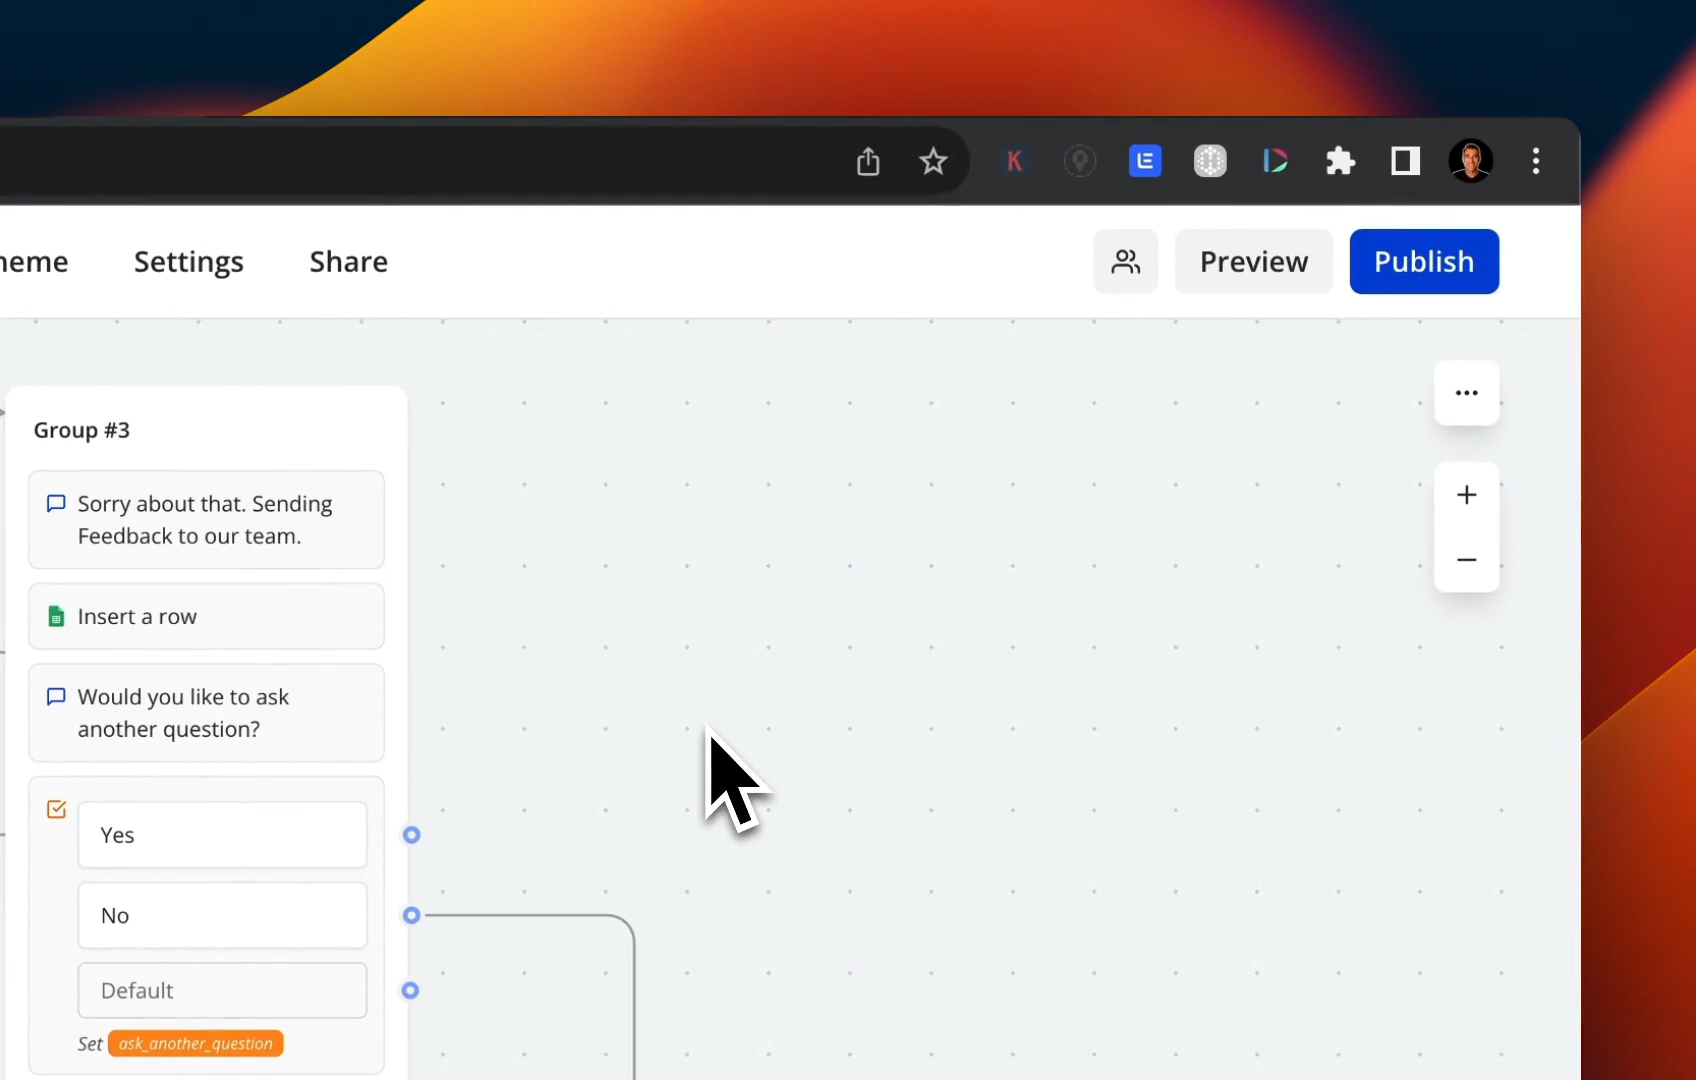 K
heme
Settings
Share
Preview
Publish
Group #3
Sorry about that. Sending
Feedback to our team.
Insert a row
Would you like to ask
another question?
Yes
No
Default
Set ask_another_question